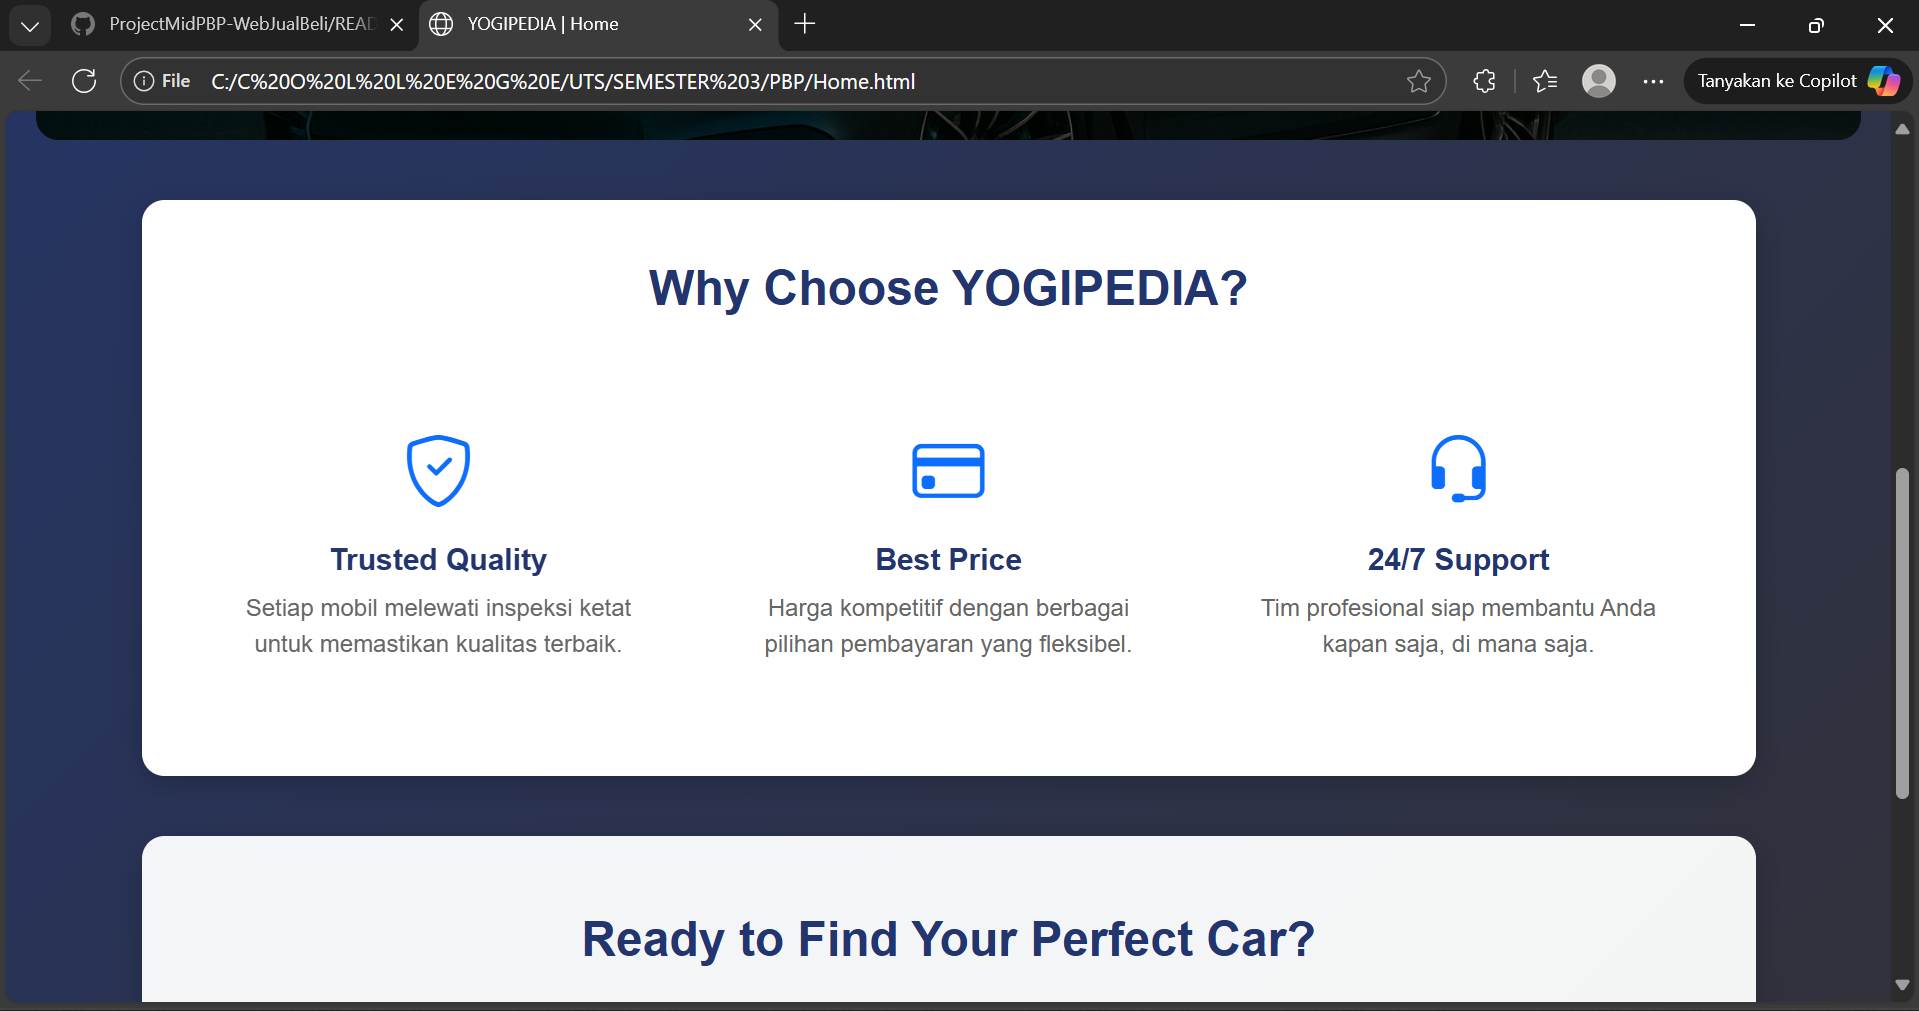 ProjectMidPBP-WebJualBeli/READ
YOGIPEDIA | Home
File
C:/C%20O%20L%20L%20E%20G%20E/UTS/SEMESTER%203/PBP/Home.html
Tanyakan ke Copilot
Why Choose YOGIPEDIA?
Trusted Quality
Setiap mobil melewati inspeksi ketat
untuk memastikan kualitas terbaik.
Best Price
Harga kompetitif dengan berbagai
pilihan pembayaran yang fleksibel.
24/7 Support
Tim profesional siap membantu Anda
kapan saja, di mana saja.
Ready to Find Your Perfect Car?